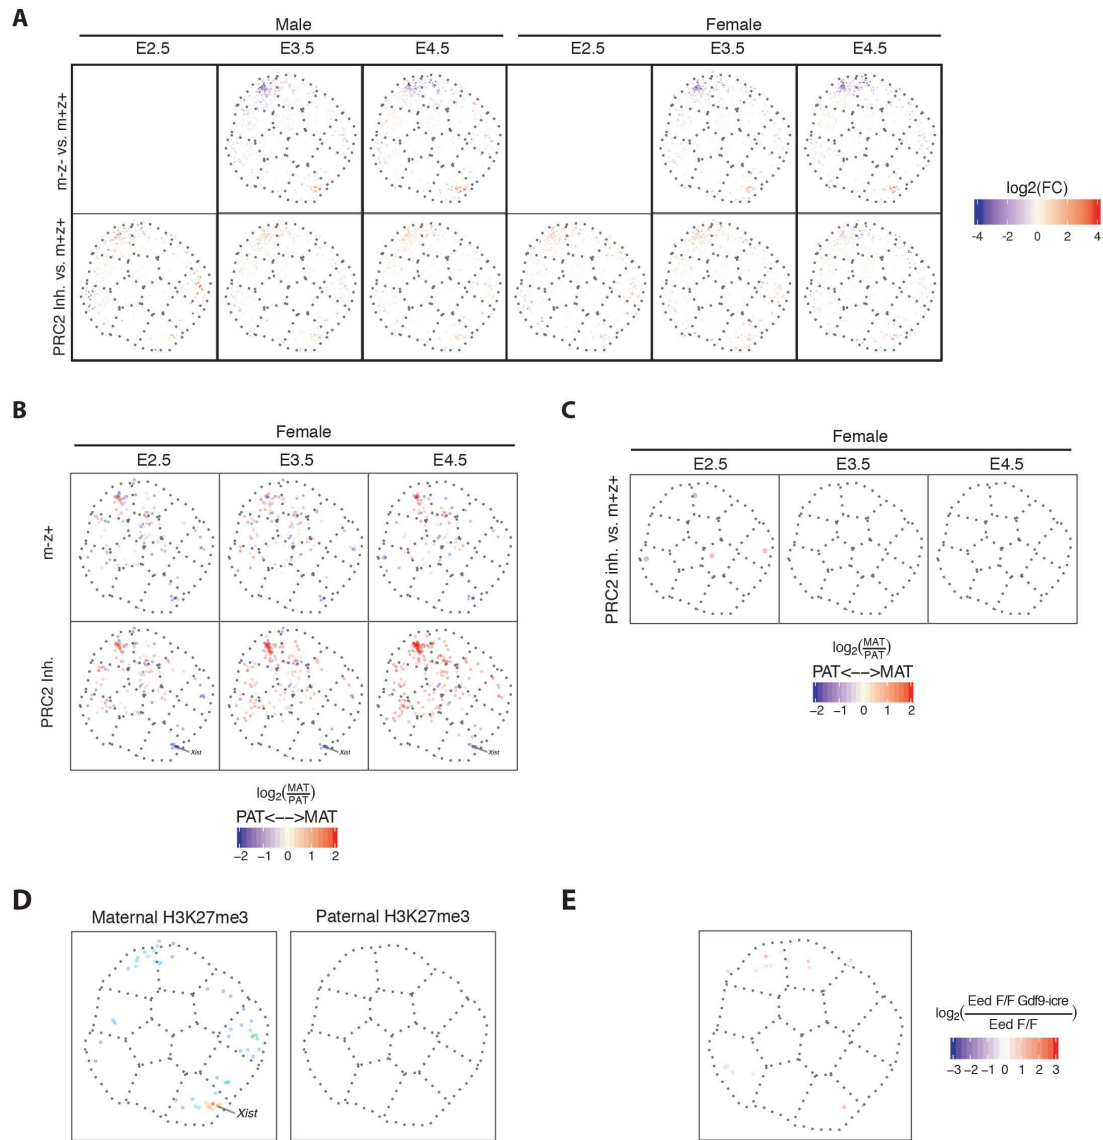 A
Male Female
E2.5 E3.5 E4.5 E2.5 E3.5 E4.5
m-z- vs. m+z+
PRC2 Inh. vs. m+z+
log2(FC)
-4 -2 0 2 4
B
Female
E2.5 E3.5 E4.5
m-z+
PRC2 Inh.
Xist Xist Xist
log2(MAT/PAT)
PAT<-->MAT
-2 -1 0 1 2
C
Female
E2.5 E3.5 E4.5
PRC2 inh. vs. m+z+
log2(MAT/PAT)
PAT<-->MAT
-2 -1 0 1 2
D
Maternal H3K27me3 Paternal H3K27me3
Xist
E
log2(Eed F/F Gdf9-icre/Eed F/F)
-3 -2 -1 0 1 2 3